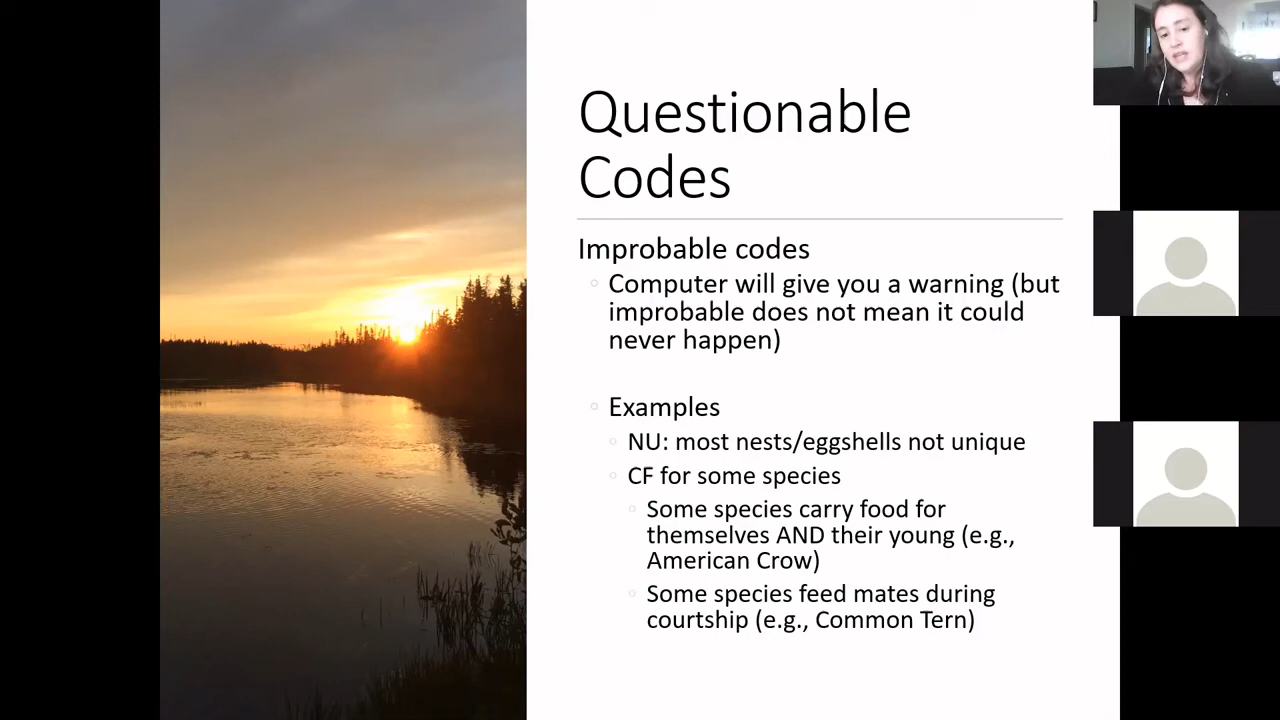 Questionable
Codes
Improbable codes
Computer will give you a warning (but
improbable does not mean it could
never happen)
Examples
NU: most nests/eggshells not unique
CF for some species
Some species carry food for
themselves AND their young (e.g.,
American Crow)
Some species feed mates during
courtship (e.g., Common Tern)